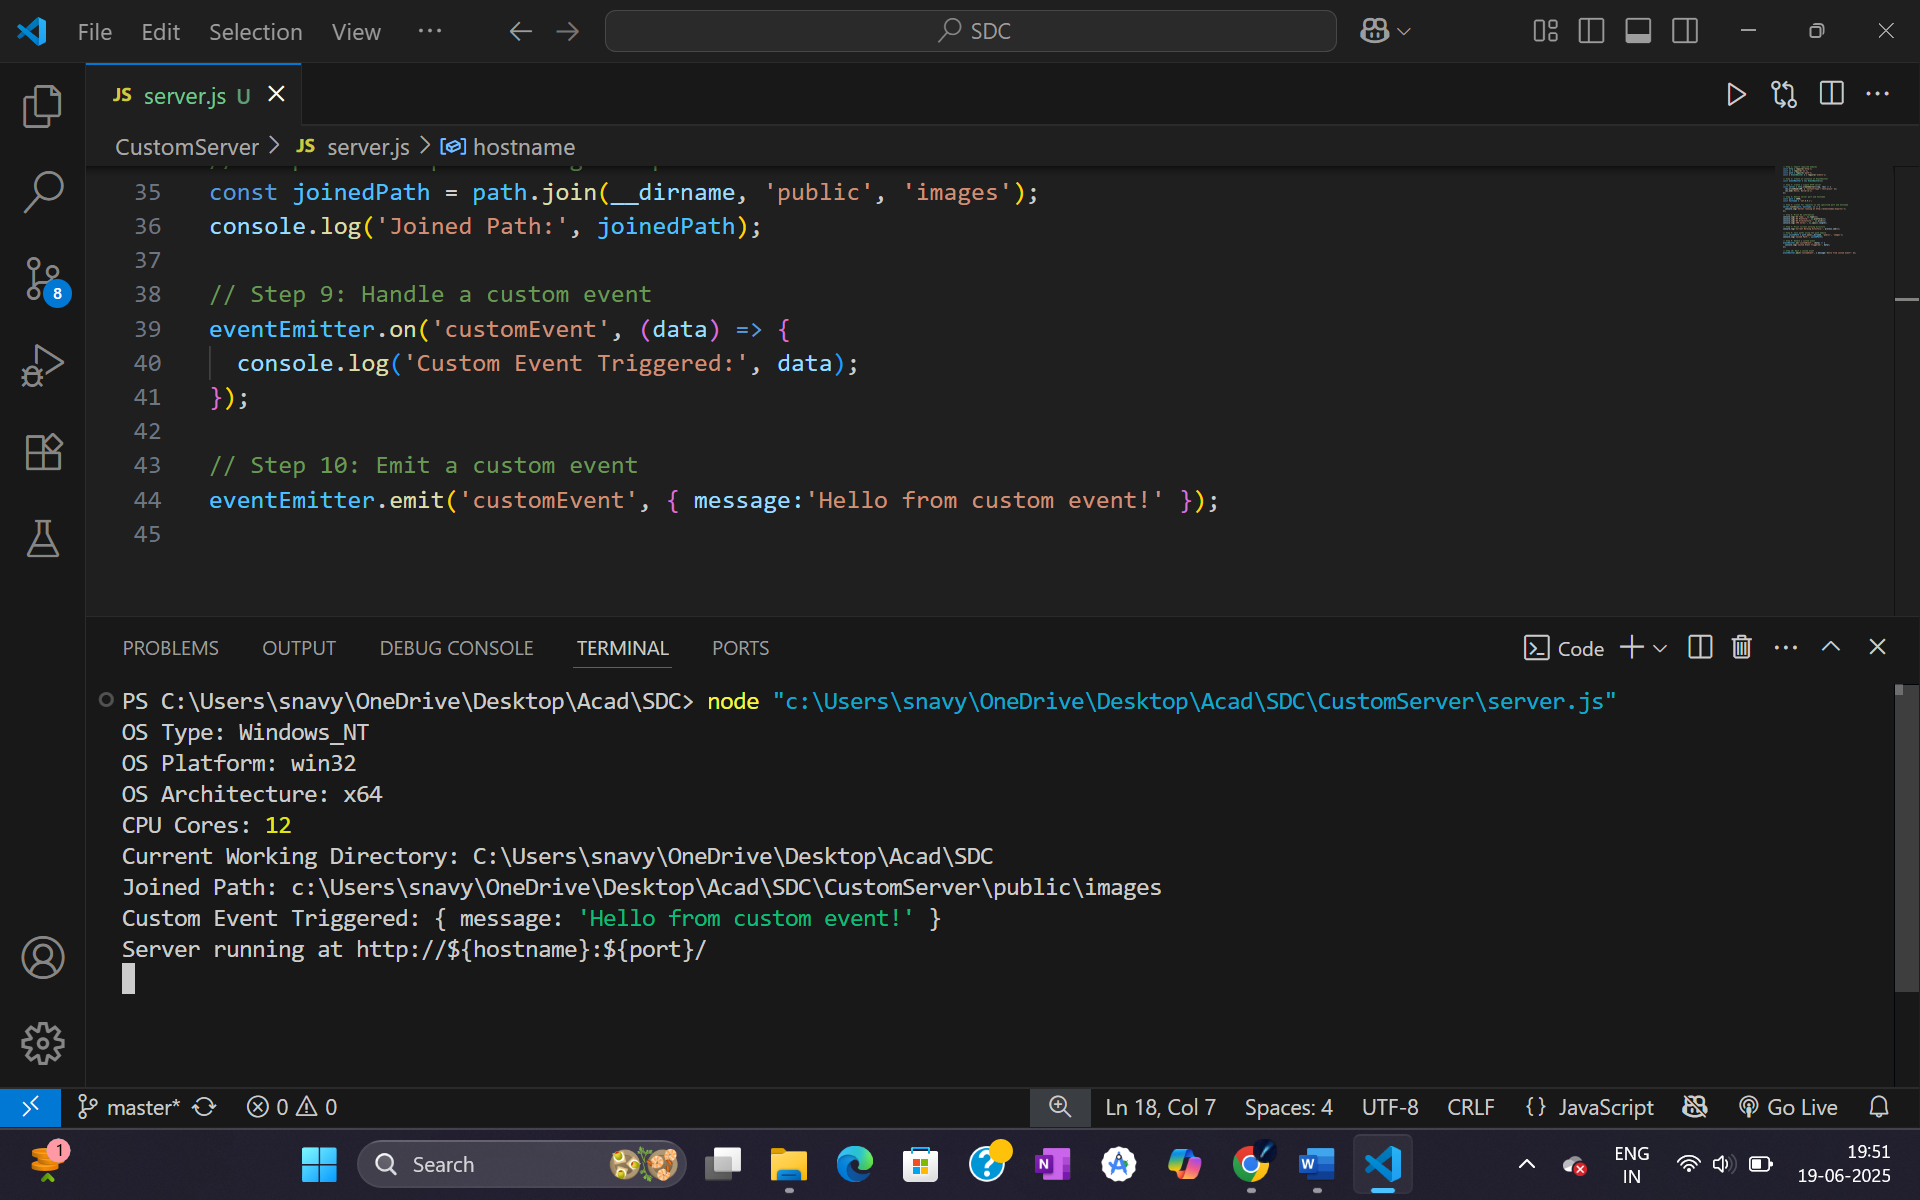 File Edit Selection View ··· SDC
JS server.js U
CustomServer > JS server.js > hostname
35 const joinedPath = path.join(__dirname, 'public', 'images');
36 console.log('Joined Path:', joinedPath);
37
38 // Step 9: Handle a custom event
39 eventEmitter.on('customEvent', (data) => {
40 console.log('Custom Event Triggered:', data);
41 });
42
43 // Step 10: Emit a custom event
44 eventEmitter.emit('customEvent', { message:'Hello from custom event!' });
45
PROBLEMS OUTPUT DEBUG CONSOLE TERMINAL PORTS Code
PS C:\Users\snavy\OneDrive\Desktop\Acad\SDC> node "c:\Users\snavy\OneDrive\Desktop\Acad\SDC\CustomServer\server.js"
OS Type: Windows_NT
OS Platform: win32
OS Architecture: x64
CPU Cores: 12
Current Working Directory: C:\Users\snavy\OneDrive\Desktop\Acad\SDC
Joined Path: c:\Users\snavy\OneDrive\Desktop\Acad\SDC\CustomServer\public\images
Custom Event Triggered: { message: 'Hello from custom event!' }
Server running at http://${hostname}:${port}/
8
master* 0 0 Ln 18, Col 7 Spaces: 4 UTF-8 CRLF {} JavaScript Go Live
1 Search ENG IN 19:51
19-06-2025